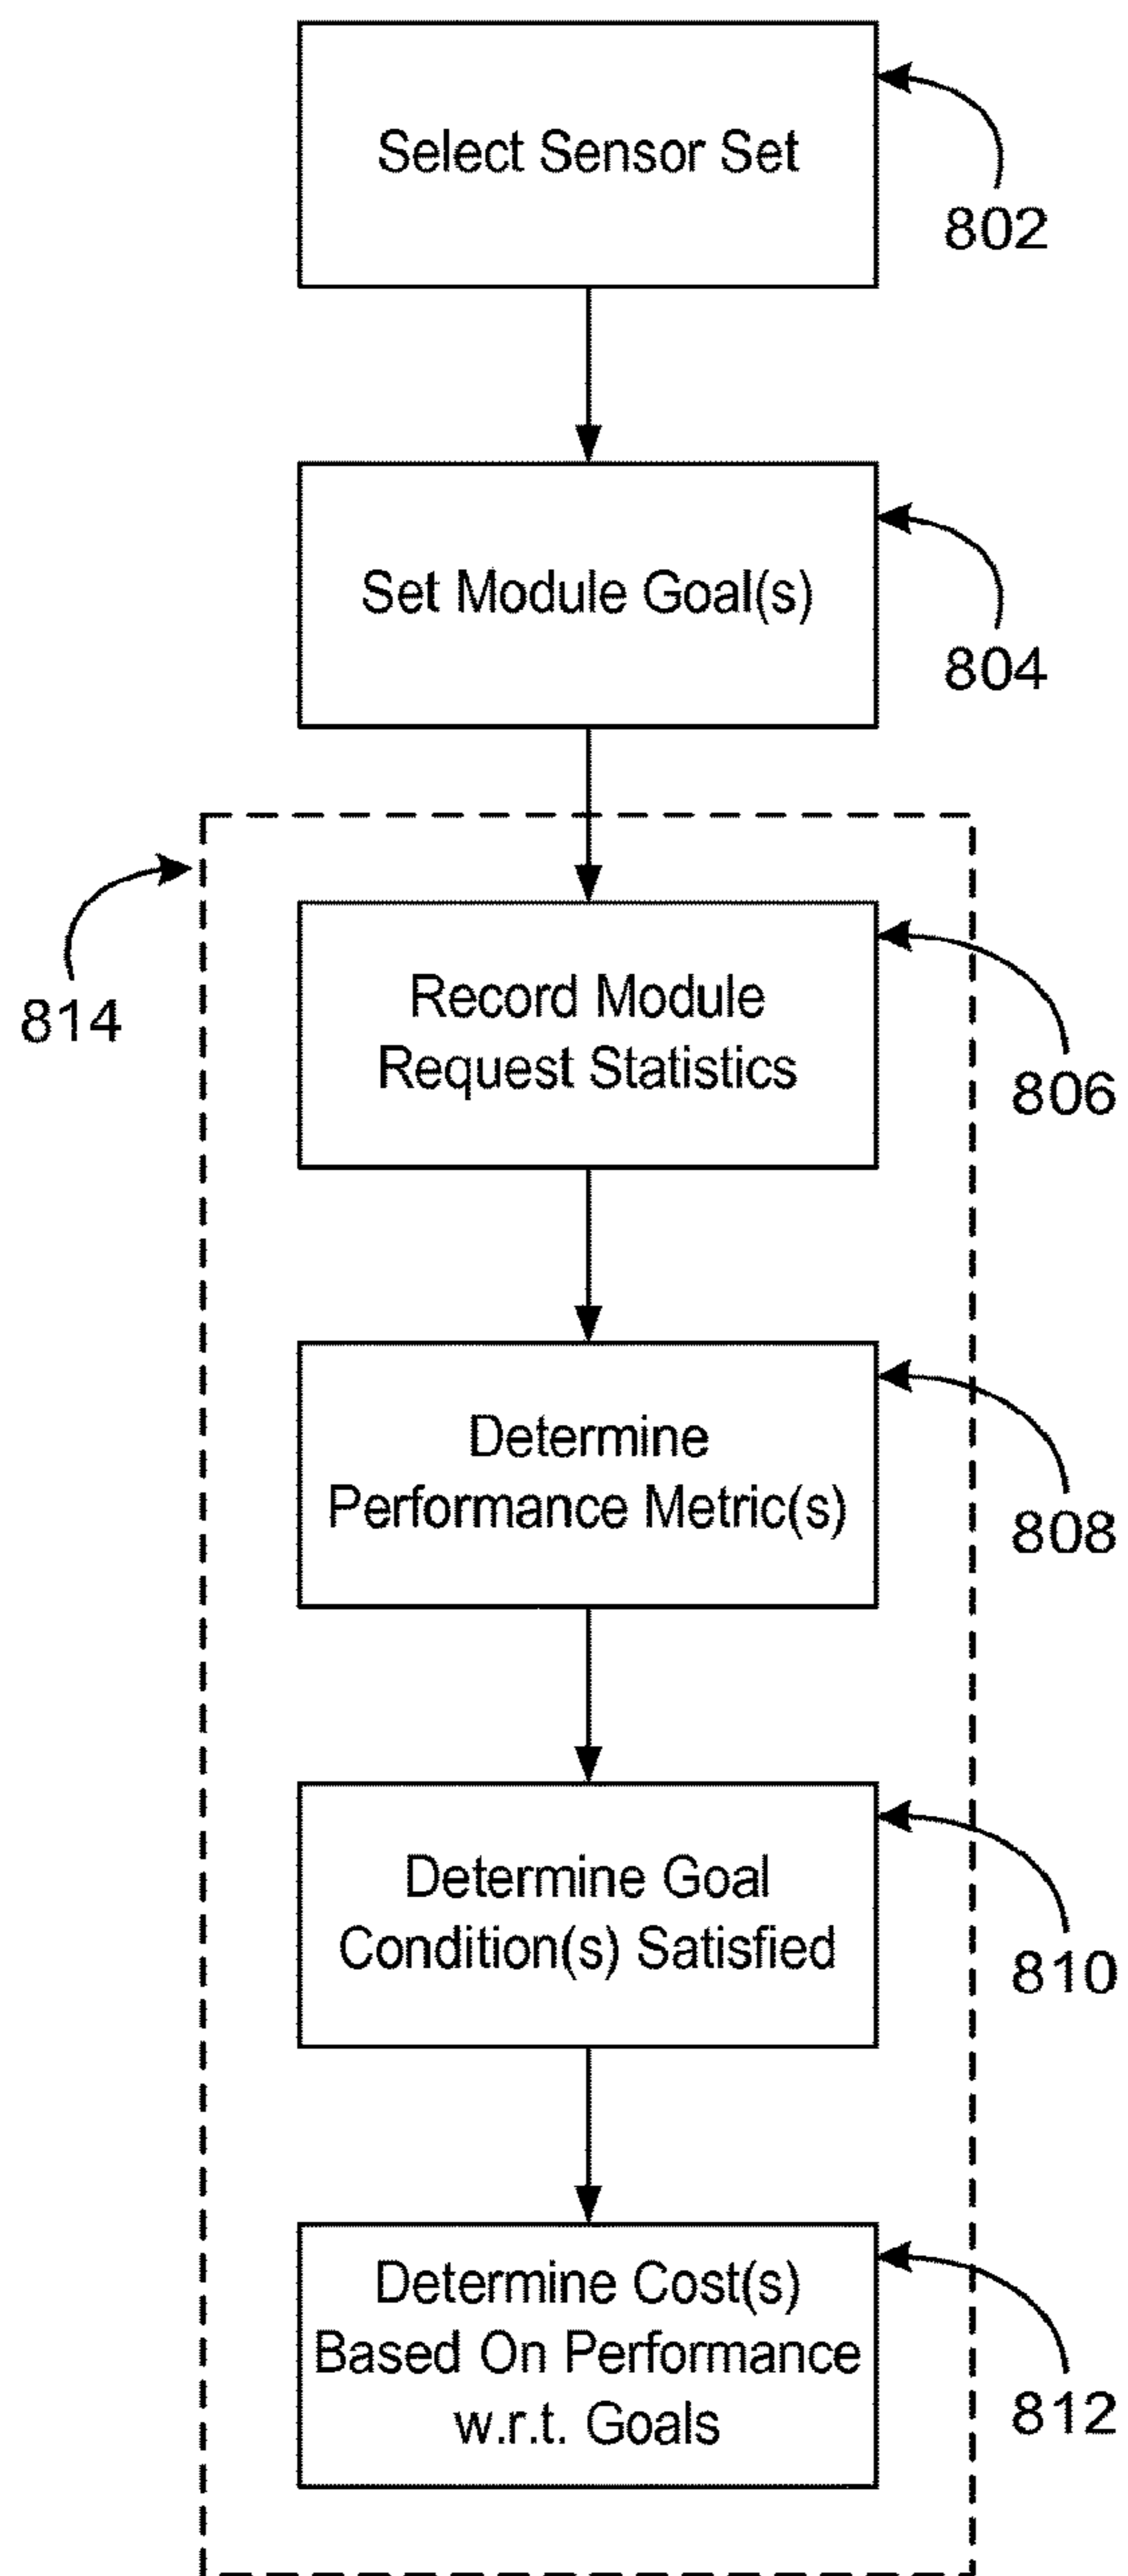 Select Sensor Set
802
Set Module Goal(s)
804
814
Record Module
Request Statistics
806
Determine
Performance Metric(s)
808
Determine Goal
Condition(s) Satisfied
810
Determine Cost(s)
Based On Performance
w.r.t. Goals
812